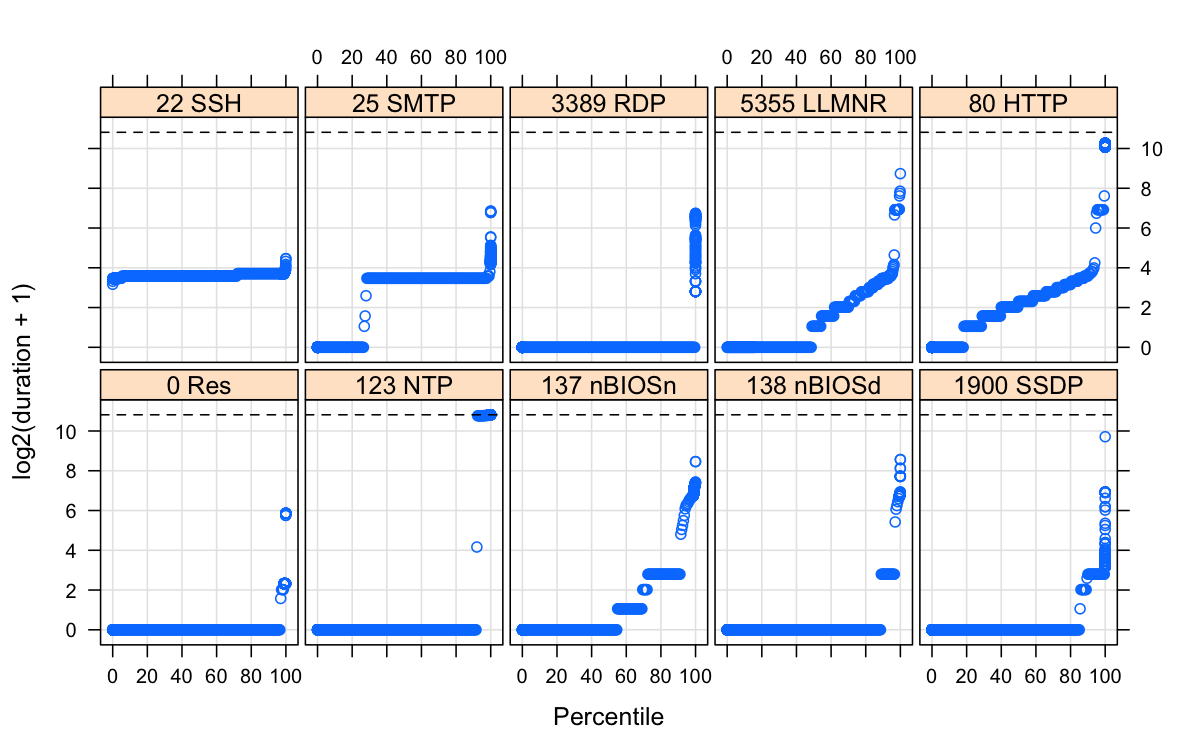 0 20 40 60 80 100 0 20 40 60 80 100
22 SSH 25 SMTP 3389 RDP 5355 LLMNR 80 HTTP
10
8
6
4
2
0
0 Res 123 NTP 137 nBIOSn 138 nBIOSd 1900 SSDP
10
8
6
4
2
0
0 20 40 60 80 100 0 20 40 60 80 100 0 20 40 60 80 100
log2(duration + 1)
Percentile